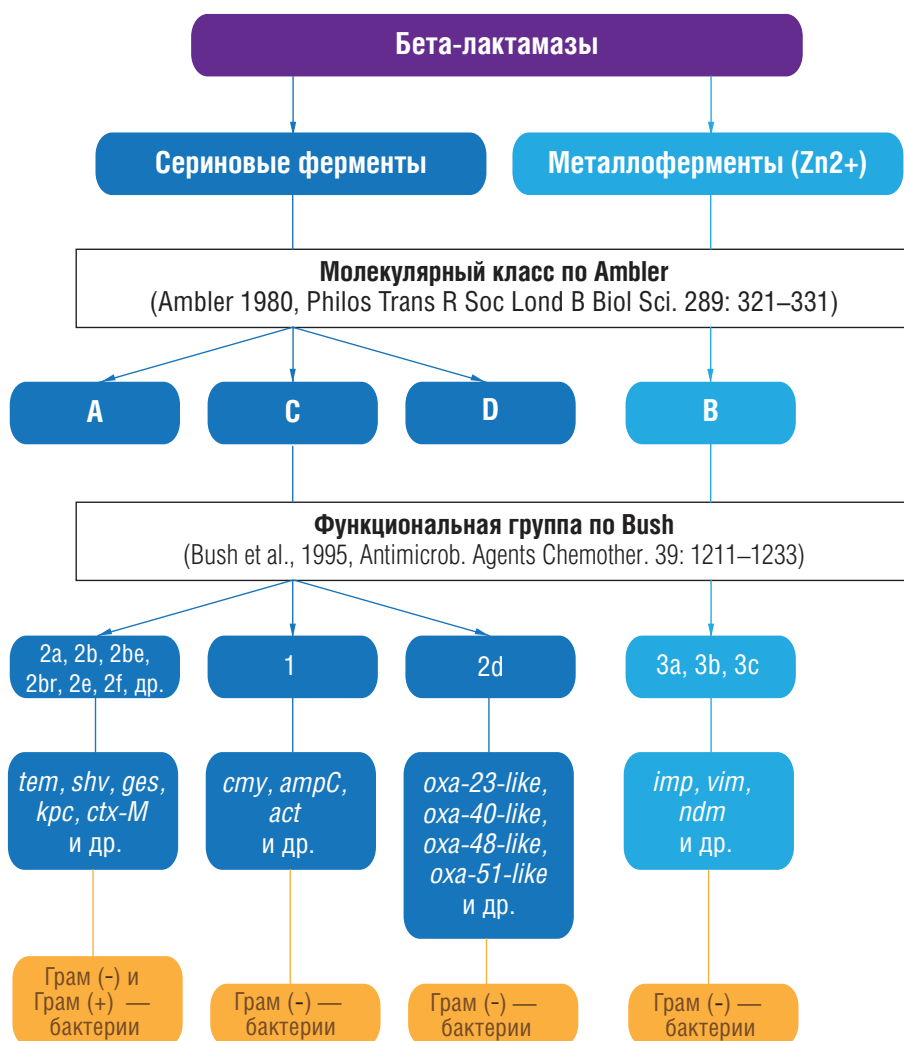 Бета-лактамазы
Сериновые ферменты
Металлоферменты (Zn2+)
Молекулярный класс по Ambler
(Ambler 1980, Philos Trans R Soc Lond B Biol Sci. 289: 321–331)
A
C
D
B
Функциональная группа по Bush
(Bush et al., 1995, Antimicrob. Agents Chemother. 39: 1211–1233)
2a, 2b, 2be,
2br, 2e, 2f, др.
1
2d
3a, 3b, 3c
tem, shv, ges,
kpc, ctx-M
и др.
cmy, ampC,
act
и др.
oxa-23-like,
oxa-40-like,
oxa-48-like,
oxa-51-like
и др.
imp, vim,
ndm
и др.
Грам (-) и
Грам (+) —
бактерии
Грам (-) —
бактерии
Грам (-) —
бактерии
Грам (-) —
бактерии